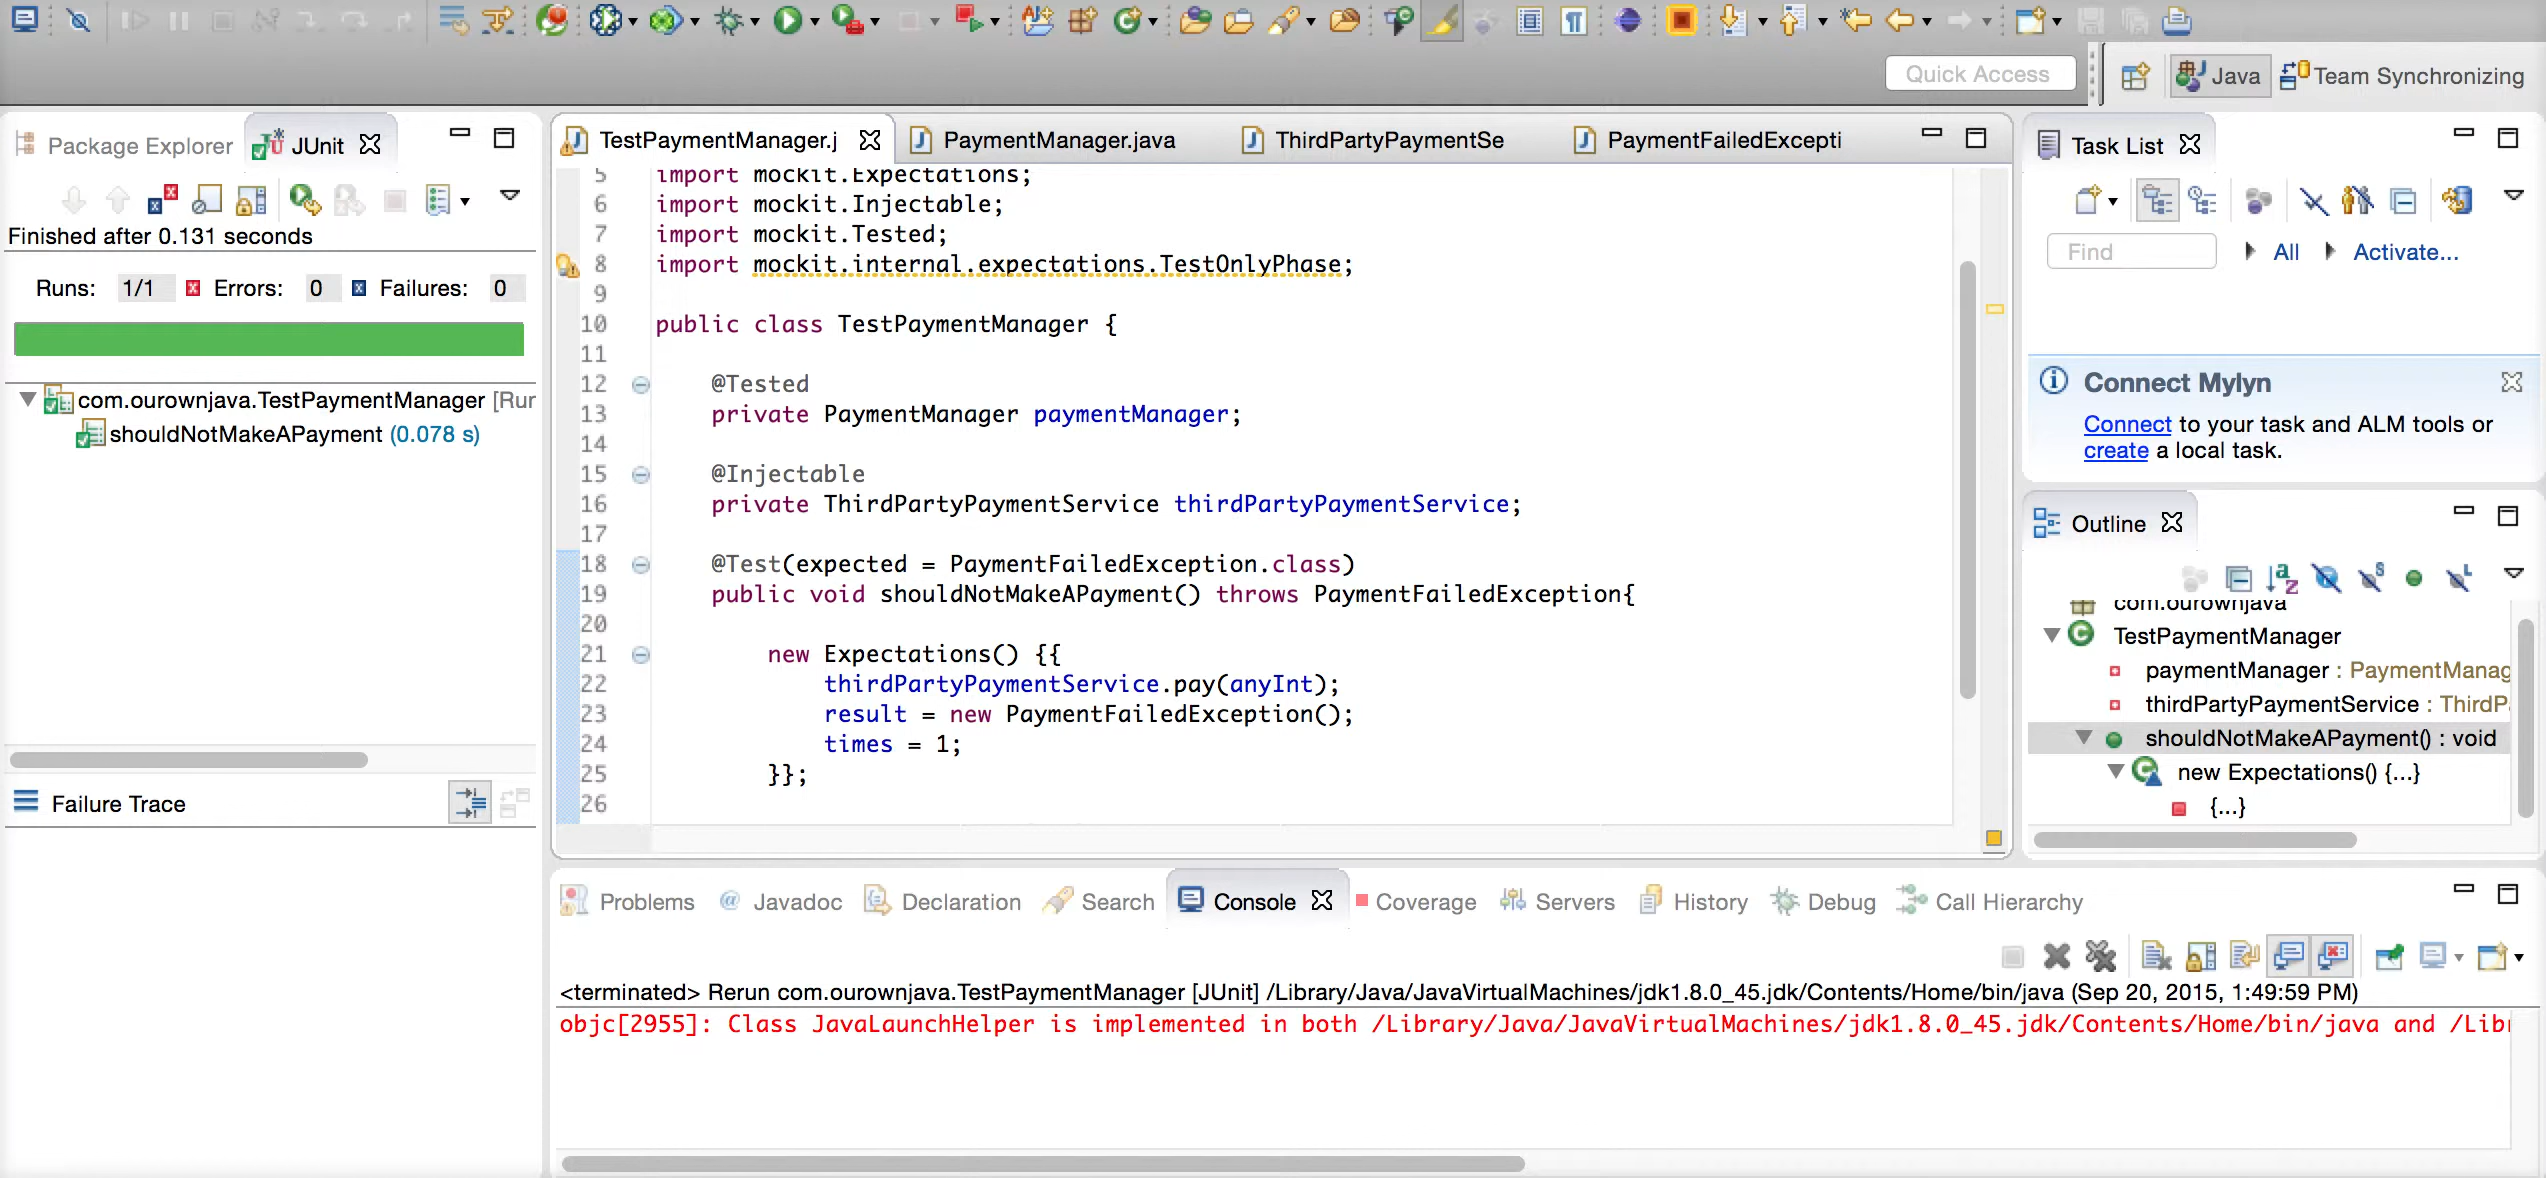 Quick Access
Java
Team Synchronizing
Package Explorer
JUnit
Finished after 0.131 seconds
Runs: 1/1 Errors: 0 Failures: 0
com.ourownjava.TestPaymentManager [Rur
shouldNotMakeAPayment (0.078 s)
Failure Trace
TestPaymentManager.j
PaymentManager.java
ThirdPartyPaymentSe
PaymentFailedExcepti
5 import mockit.Expectations;
6 import mockit.Injectable;
7 import mockit.Tested;
8 import mockit.internal.expectations.TestOnlyPhase;
9
10 public class TestPaymentManager {
11
12 @Tested
13 private PaymentManager paymentManager;
14
15 @Injectable
16 private ThirdPartyPaymentService thirdPartyPaymentService;
17
18 @Test(expected = PaymentFailedException.class)
19 public void shouldNotMakeAPayment() throws PaymentFailedException{
20
21 new Expectations() {{
22 thirdPartyPaymentService.pay(anyInt);
23 result = new PaymentFailedException();
24 times = 1;
25 }};
26
Task List
Find
All
Activate...
Connect Mylyn
Connect to your task and ALM tools or
create a local task.
Outline
com.ourownjava
TestPaymentManager
paymentManager : PaymentManag
thirdPartyPaymentService : ThirdP
shouldNotMakeAPayment() : void
new Expectations() {...}
{...}
Problems
Javadoc
Declaration
Search
Console
Coverage
Servers
History
Debug
Call Hierarchy
<terminated> Rerun com.ourownjava.TestPaymentManager [JUnit] /Library/Java/JavaVirtualMachines/jdk1.8.0_45.jdk/Contents/Home/bin/java (Sep 20, 2015, 1:49:59 PM)
objc[2955]: Class JavaLaunchHelper is implemented in both /Library/Java/JavaVirtualMachines/jdk1.8.0_45.jdk/Contents/Home/bin/java and /Libr